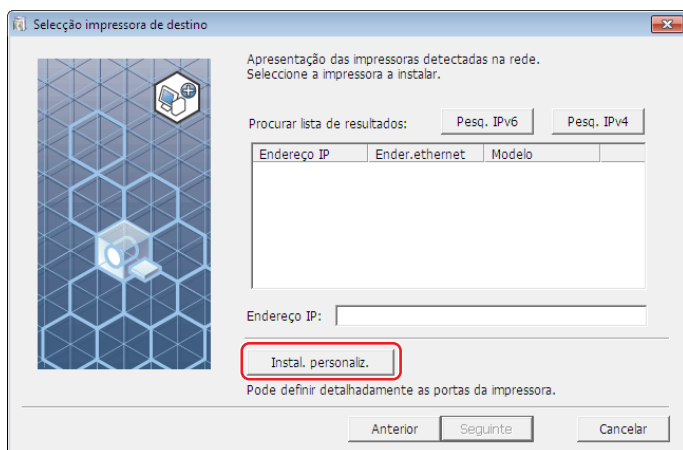 Selecção impressora de destino
Apresentação das impressoras detectadas na rede.
Seleccione a impressora a instalar.
Procurar lista de resultados: Pesq. IPv6 Pesq. IPv4
Endereço IP Ender.ethernet Modelo
Endereço IP:
Instal. personaliz.
Pode definir detalhadamente as portas da impressora.
Anterior Seguinte Cancelar